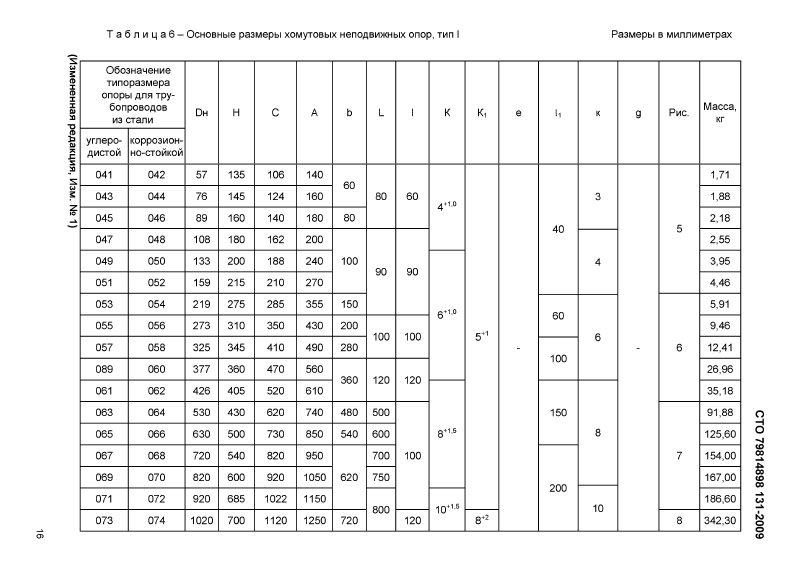 Т а б л и ц а 6 – Основные размеры хомутовых неподвижных опор, тип I
Размеры в миллиметрах
(Измененная редакция, Изм. № 1)
Обозначение
типоразмера
опоры для тру-
бопроводов
из стали
Dн H C A b L l К К₁ e l₁ к g Рис. Масса,
кг
углеро-
дистой
коррозион-
но-стойкой
041 042 57 135 106 140 60 80 60 4⁺¹·⁰ 5⁺¹ - 40 3 - 5 1,71
043 044 76 145 124 160 1,88
045 046 89 160 140 180 80 2,18
047 048 108 180 162 200 100 90 90 4 2,55
049 050 133 200 188 240 6⁺¹·⁰ 3,95
051 052 159 215 210 270 4,46
053 054 219 275 285 355 150 60 6 6 5,91
055 056 273 310 350 430 200 100 100 9,46
057 058 325 345 410 490 280 100 12,41
089 060 377 360 470 560 360 120 120 26,96
061 062 426 405 520 610 8⁺¹·⁵ 150 8 35,18
063 064 530 430 620 740 480 500 100 7 91,88
065 066 630 500 730 850 540 600 125,60
067 068 720 540 820 950 620 700 200 154,00
069 070 820 600 920 1050 750 167,00
071 072 920 685 1022 1150 800 10⁺¹·⁵ 10 186,60
073 074 1020 700 1120 1250 720 120 8⁺² 8 342,30
СТО 79814898 131-2009
16